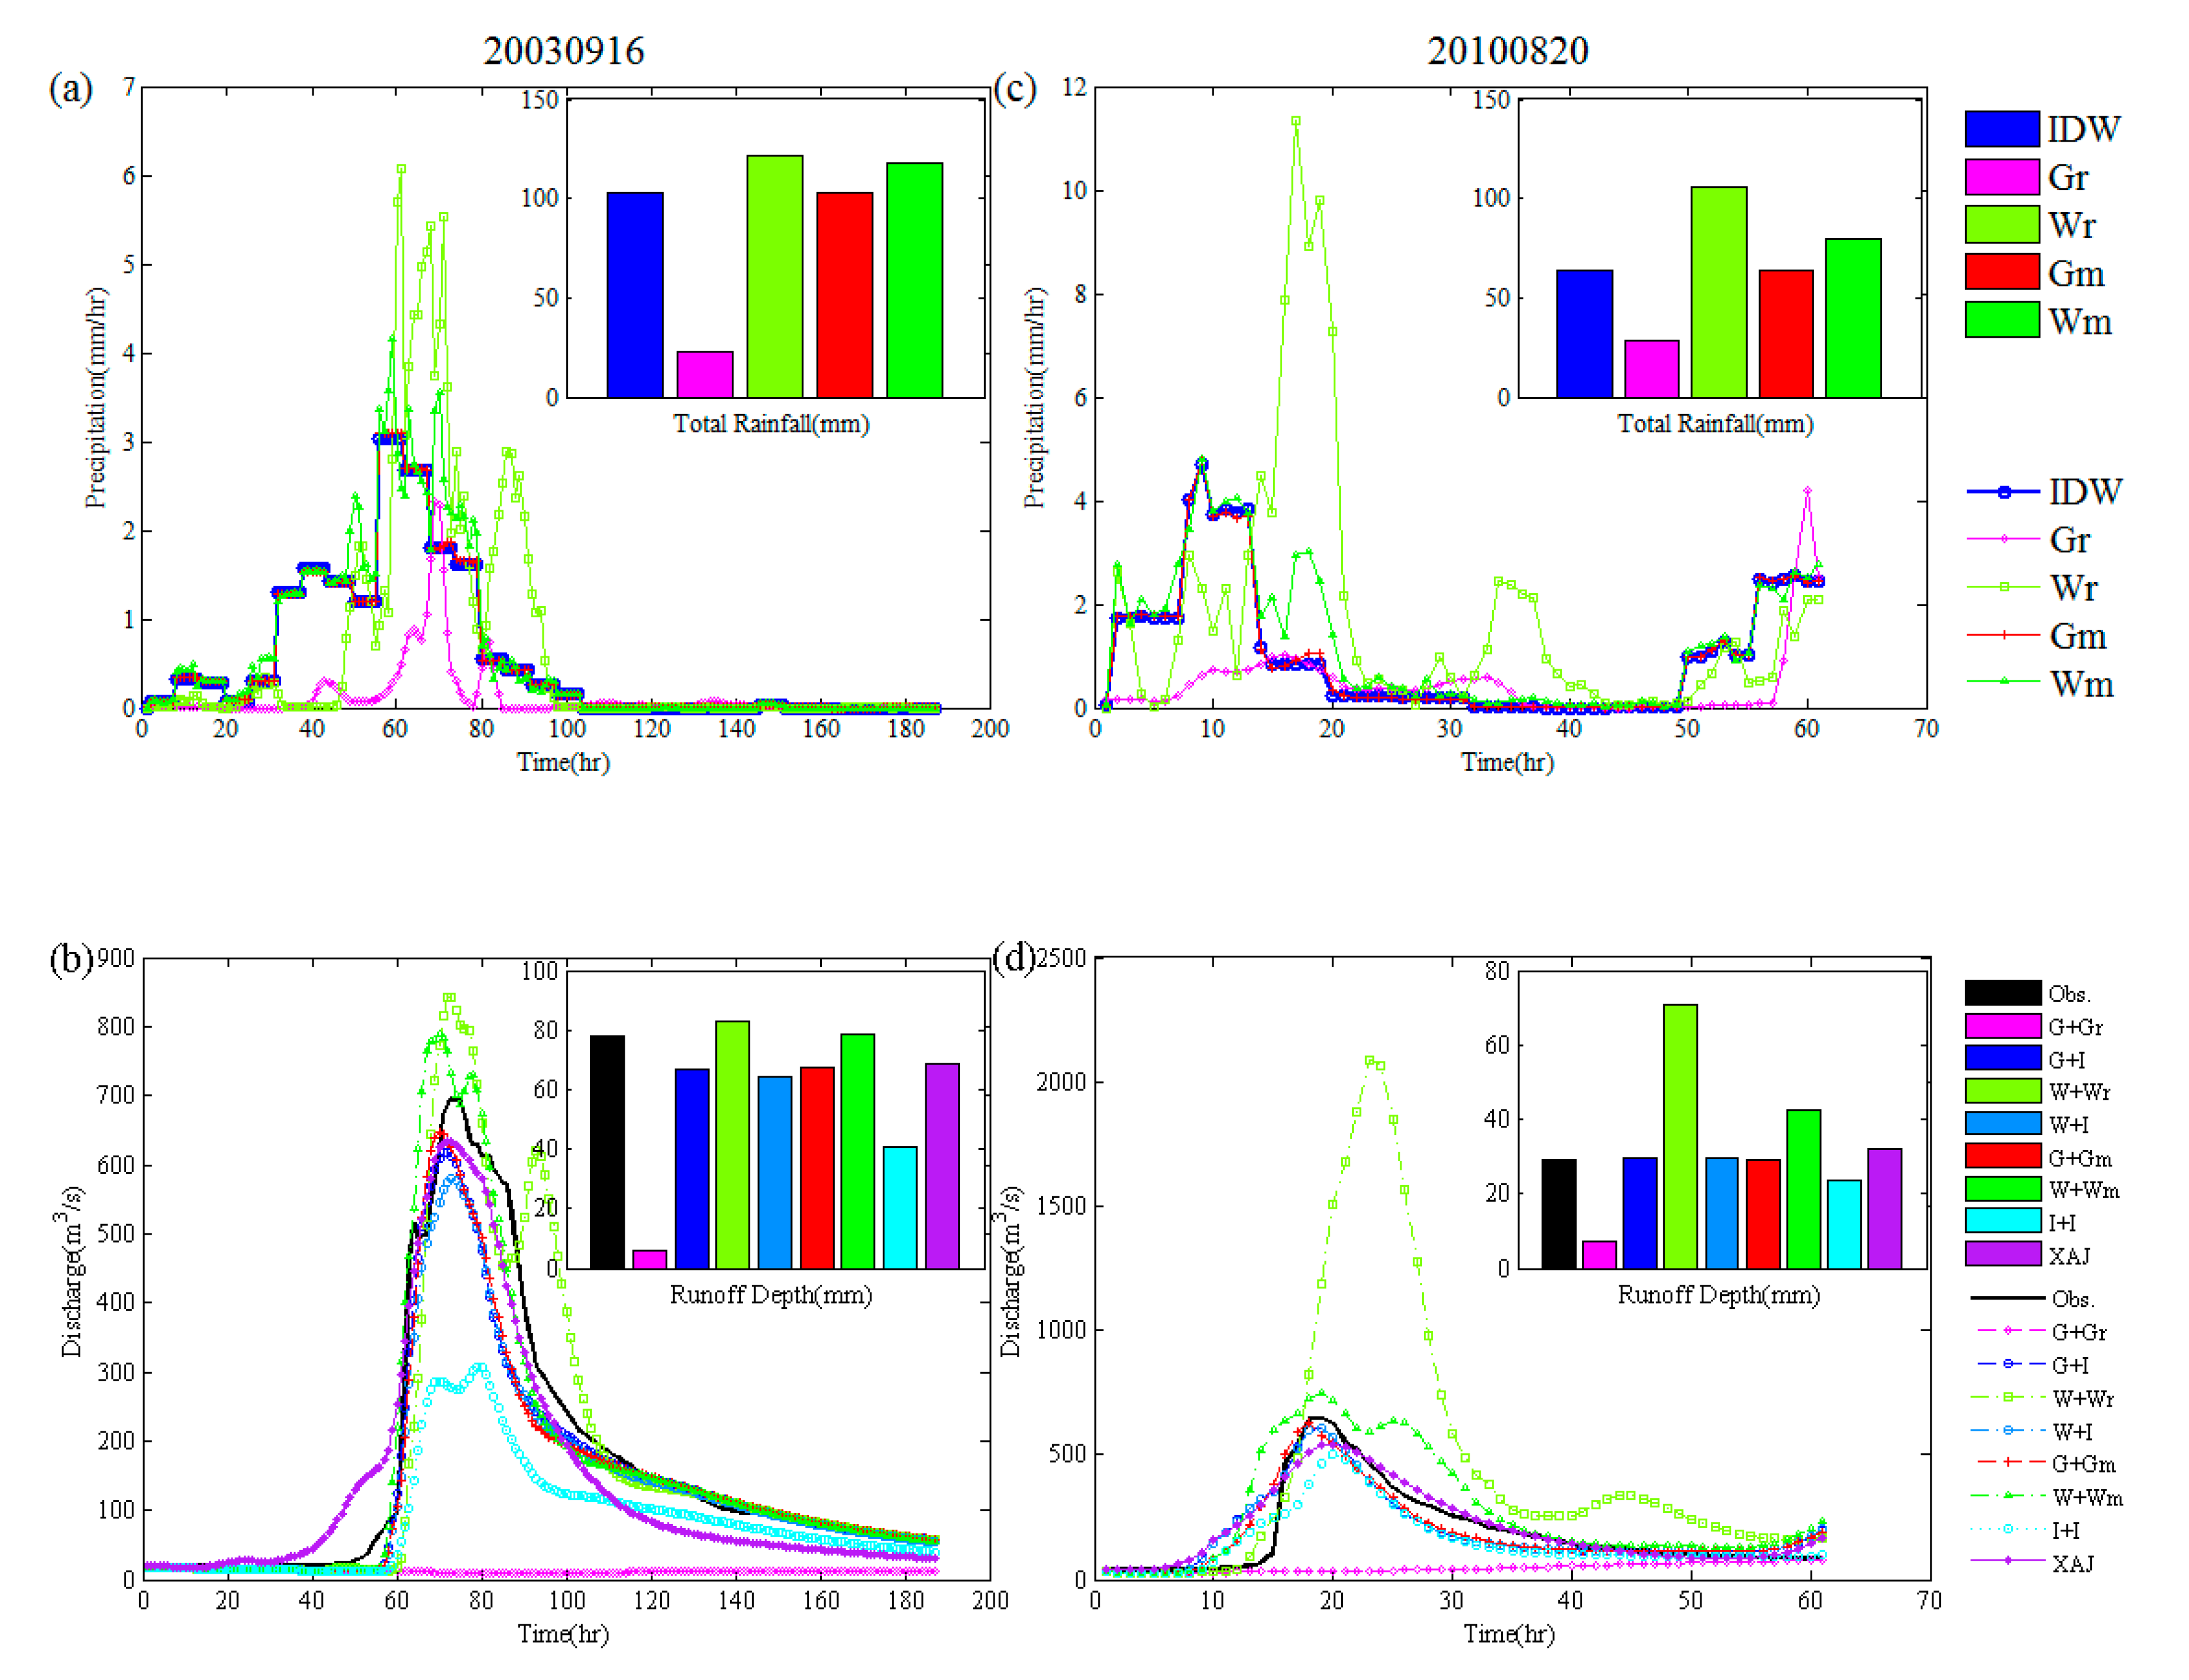 20030916
20100820
(a)
7
6
5
4
3
2
1
0
Precipitation(mm/hr)
0 20 40 60 80 100 120 140 160 180 200
Time(hr)
150
100
50
0
Total Rainfall(mm)
(c)
12
10
8
6
4
2
0
Precipitation(mm/hr)
0 10 20 30 40 50 60 70
Time(hr)
150
100
50
0
Total Rainfall(mm)
IDW
Gr
Wr
Gm
Wm
IDW
Gr
Wr
Gm
Wm
(b)
900
800
700
600
500
400
300
200
100
0
Discharge(m³/s)
0 20 40 60 80 100 120 140 160 180 200
Time(hr)
100
80
60
40
20
0
Runoff Depth(mm)
(d)
2500
2000
1500
1000
500
0
Discharge(m³/s)
0 10 20 30 40 50 60 70
Time(hr)
80
60
40
20
0
Runoff Depth(mm)
Obs.
G+Gr
G+I
W+Wr
W+I
G+Gm
W+Wm
I+I
XAJ
Obs.
G+Gr
G+I
W+Wr
W+I
G+Gm
W+Wm
I+I
XAJ